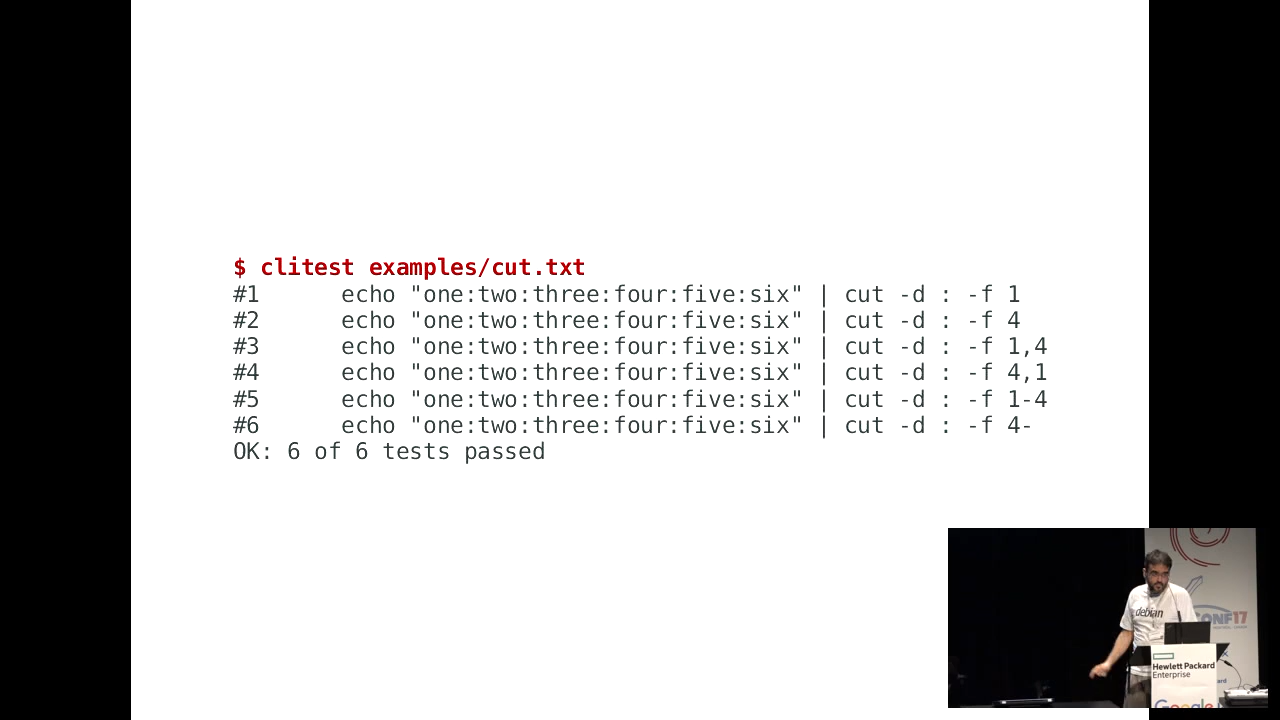 $ clitest examples/cut.txt
#1      echo "one:two:three:four:five:six" | cut -d : -f 1
#2      echo "one:two:three:four:five:six" | cut -d : -f 4
#3      echo "one:two:three:four:five:six" | cut -d : -f 1,4
#4      echo "one:two:three:four:five:six" | cut -d : -f 4,1
#5      echo "one:two:three:four:five:six" | cut -d : -f 1-4
#6      echo "one:two:three:four:five:six" | cut -d : -f 4-
OK: 6 of 6 tests passed
debian
CONF17
Hewlett Packard
Enterprise
Google